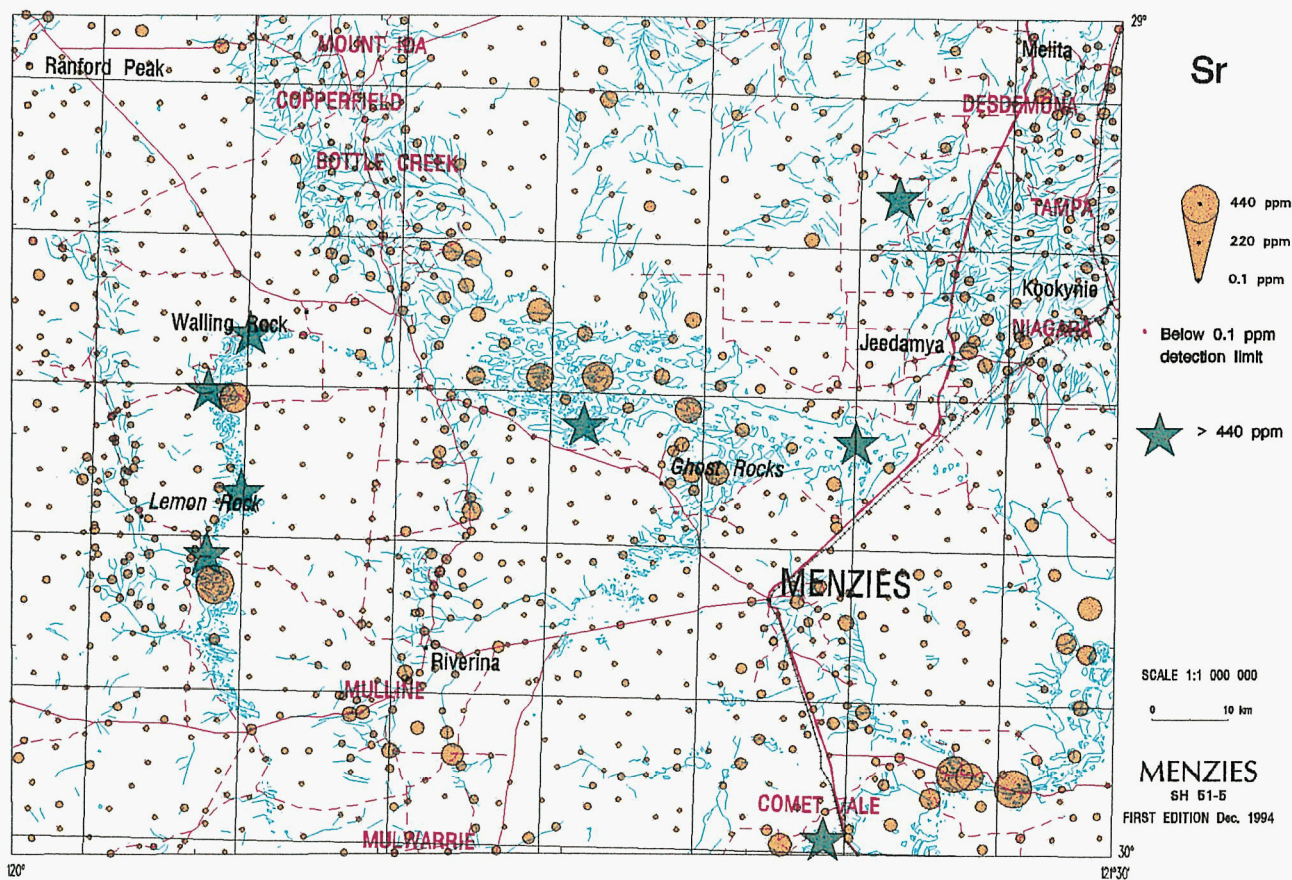 29°
Sr
MOUNT IDA
Ranford Peak
Melita
COPPERFIELD
DESDEMONA
BOTTLE CREEK
TAMPA
440 ppm
220 ppm
0.1 ppm
Kookynie
Walling Rock
NIAGARA
Jeedamya
Below 0.1 ppm
detection limit
> 440 ppm
Ghost Rocks
Lemon Rock
MENZIES
Riverina
MULLINE
SCALE 1:1 000 000
0 10 km
MENZIES
SH 51-5
FIRST EDITION Dec. 1994
COMET VALE
MULWARRIE
120°
30°
121°30'